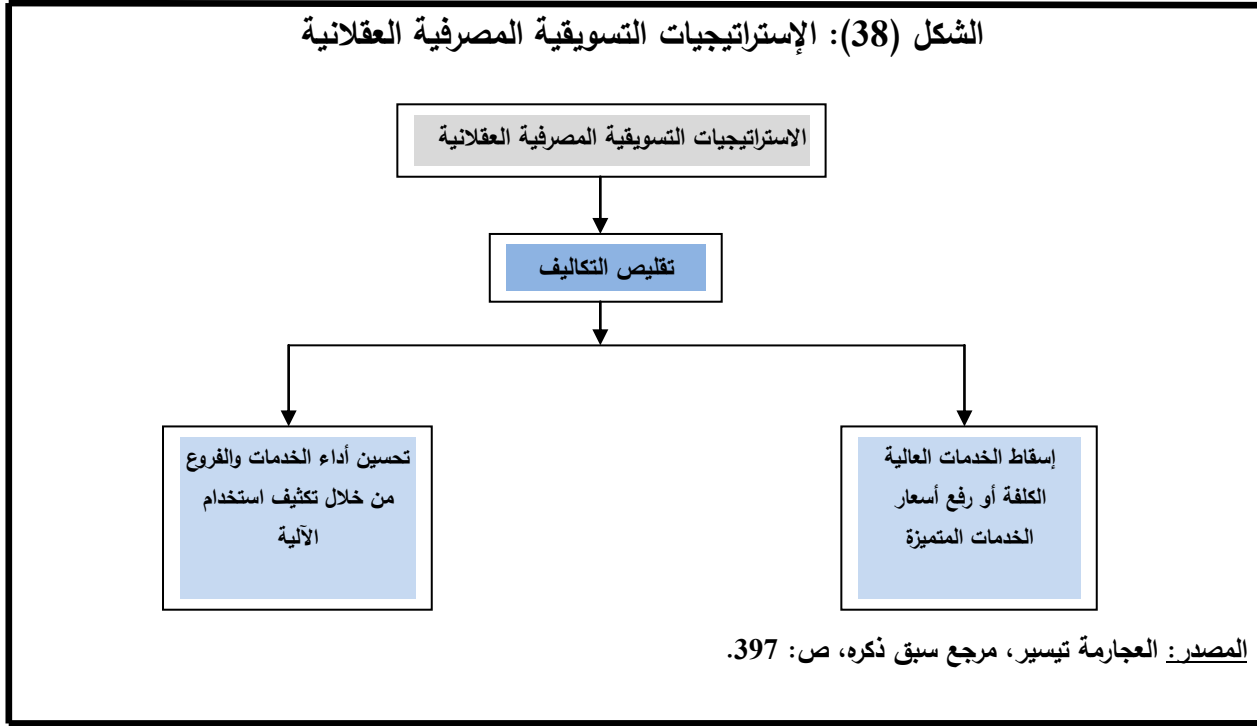 الشكل (38): الإستراتيجيات التسويقية المصرفية العقلانية
الاستراتيجيات التسويقية المصرفية العقلانية
تقليص التكاليف
إسقاط الخدمات العالية
الكلفة أو رفع أسعار
الخدمات المتميزة
تحسين أداء الخدمات والفروع
من خلال تكثيف استخدام
الآلية
المصدر: العجارمة تيسير، مرجع سبق ذكره، ص: 397.